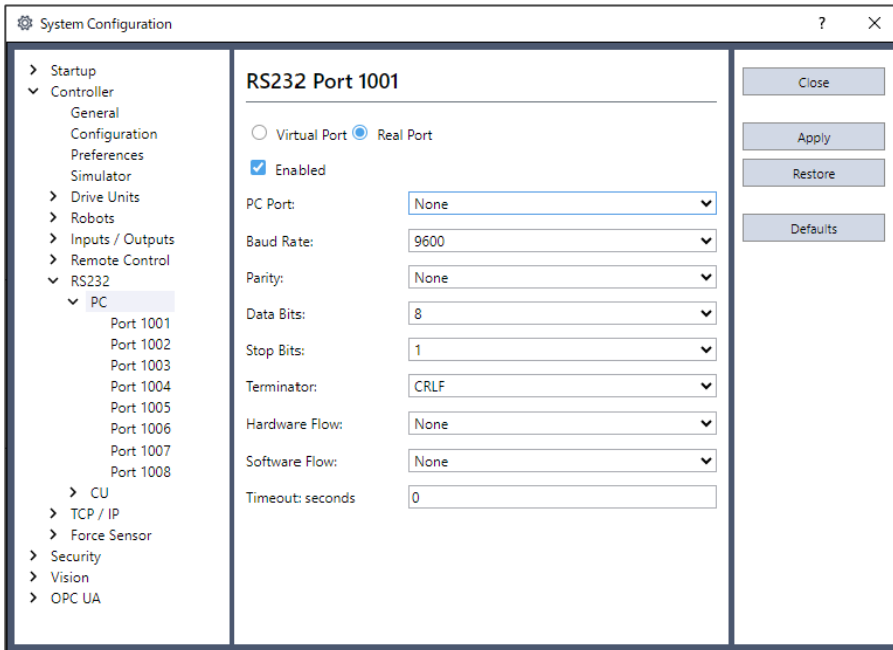 System Configuration
?
Startup
Controller
General
Configuration
Preferences
Simulator
Drive Units
Robots
Inputs / Outputs
Remote Control
RS232
PC
Port 1001
Port 1002
Port 1003
Port 1004
Port 1005
Port 1006
Port 1007
Port 1008
CU
TCP / IP
Force Sensor
Security
Vision
OPC UA
RS232 Port 1001
Virtual Port Real Port
Enabled
PC Port: None
Baud Rate: 9600
Parity: None
Data Bits: 8
Stop Bits: 1
Terminator: CRLF
Hardware Flow: None
Software Flow: None
Timeout: seconds 0
Close
Apply
Restore
Defaults